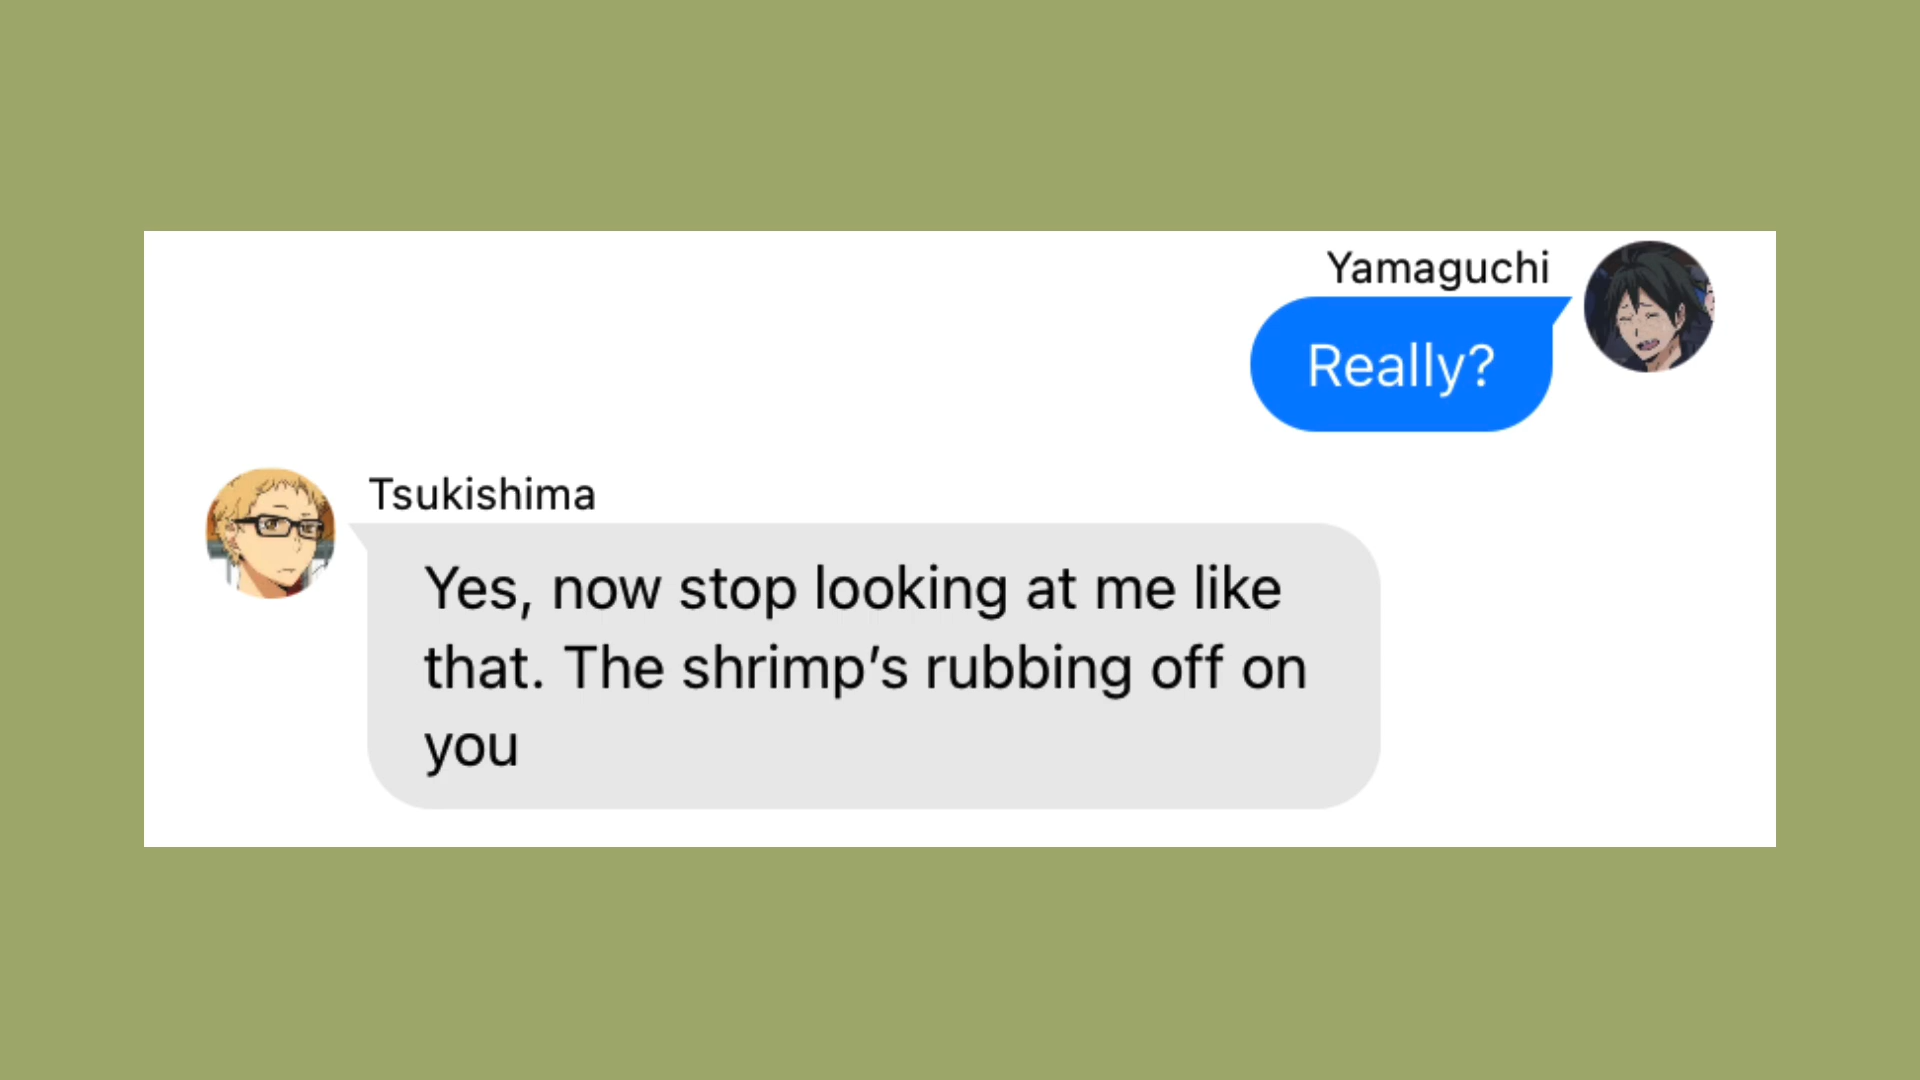 Yamaguchi
Really?
Tsukishima
Yes, now stop looking at me like
that. The shrimp’s rubbing off on
you